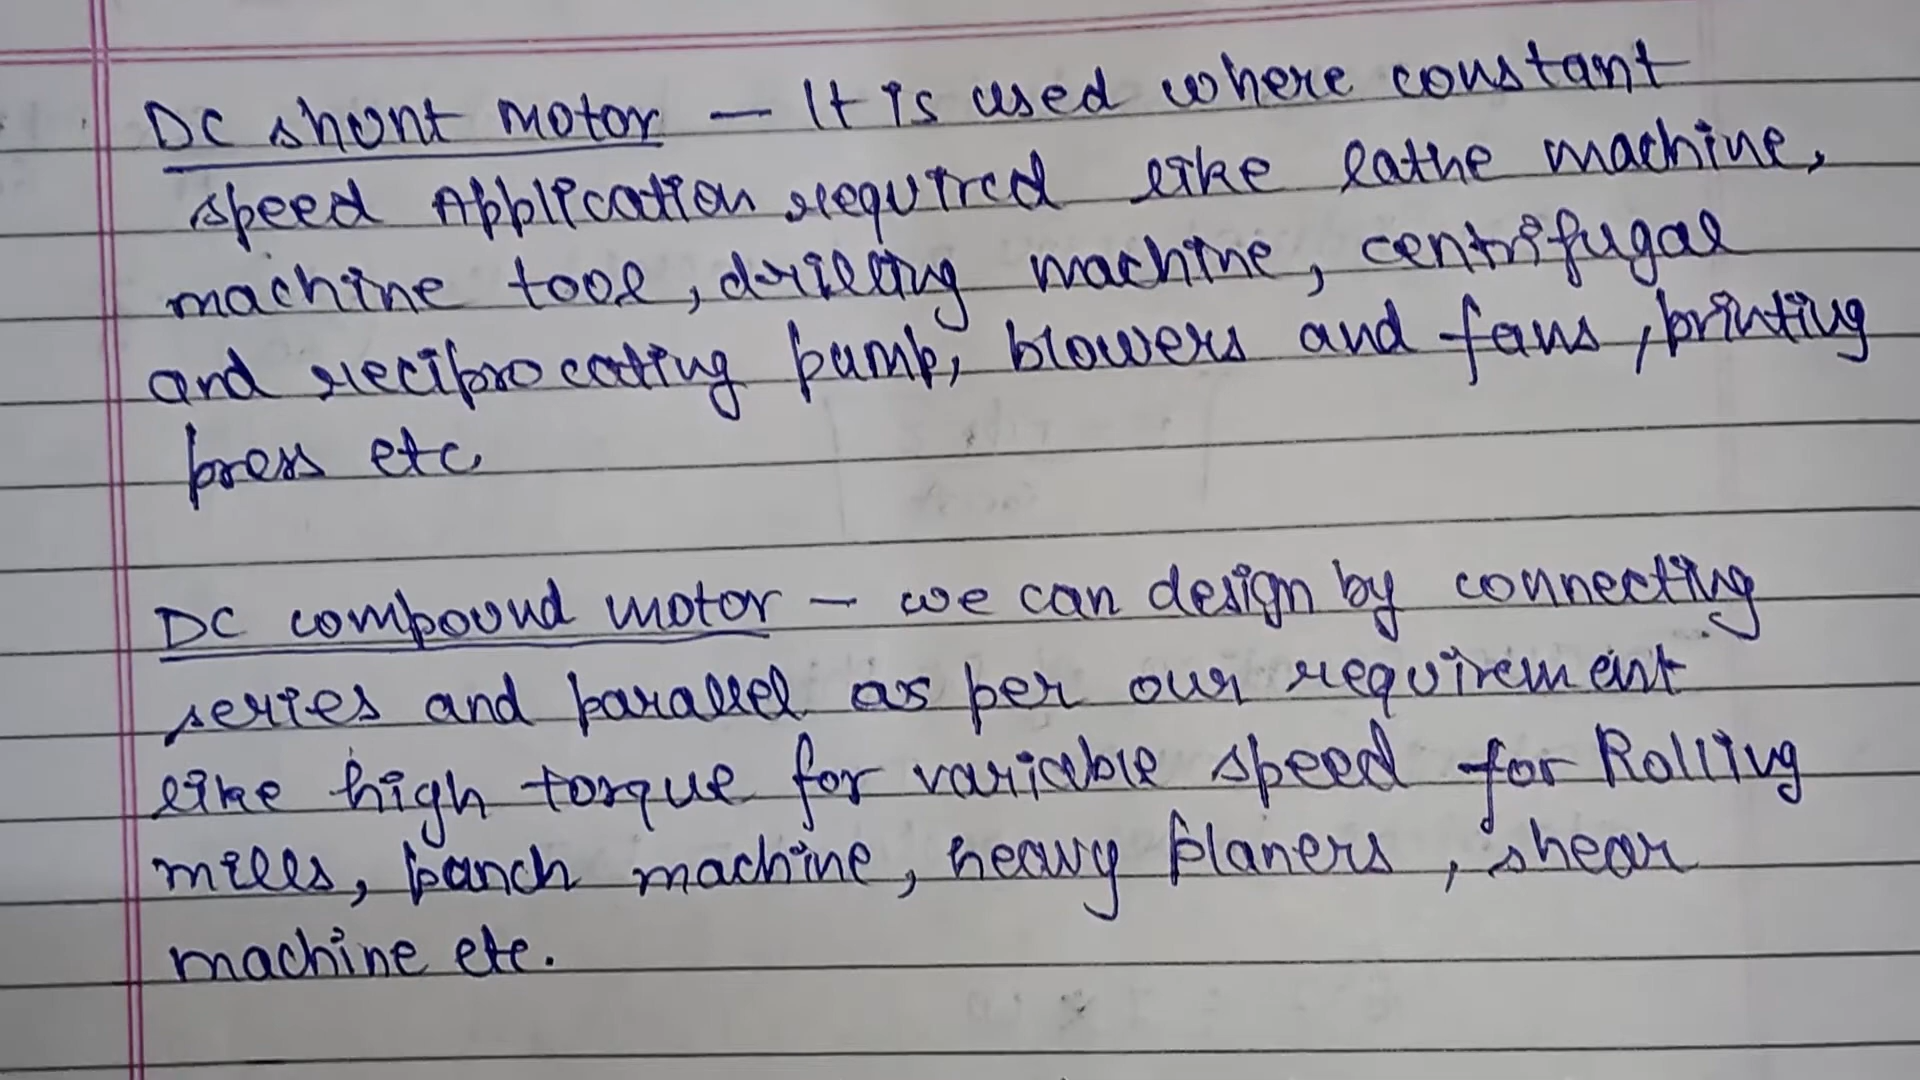 DC shunt motor - It is used where constant
speed Application required like lathe machine,
machine tool, drilling machine, centrifugal
and reciprocating pump, blowers and fans, printing
press etc.
DC compound motor - we can design by connecting
series and parallel as per our requirement
like high torque for variable speed for Rolling
mills, panch machine, heavy planers, shear
machine etc.